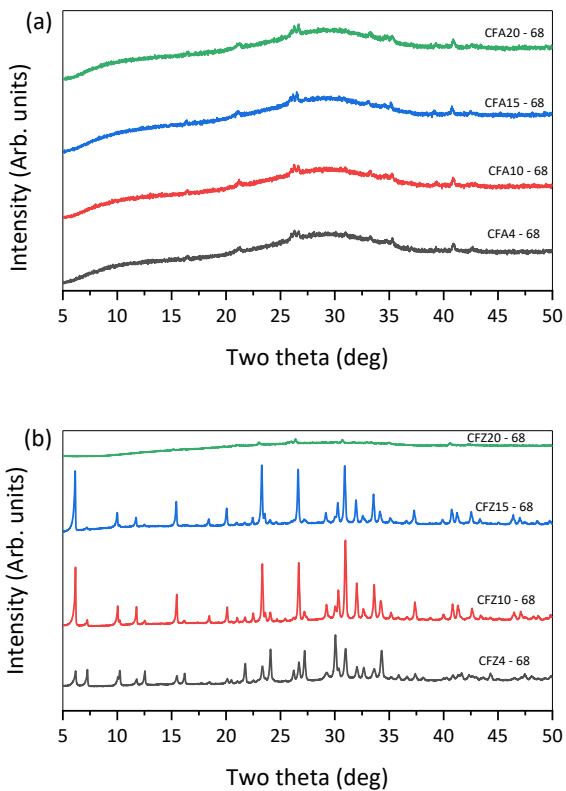 (a)
Intensity (Arb. units)
CFA20 - 68
CFA15 - 68
CFA10 - 68
CFA4 - 68
5 10 15 20 25 30 35 40 45 50
Two theta (deg)
(b)
Intensity (Arb. units)
CFZ20 - 68
CFZ15 - 68
CFZ10 - 68
CFZ4 - 68
5 10 15 20 25 30 35 40 45 50
Two theta (deg)